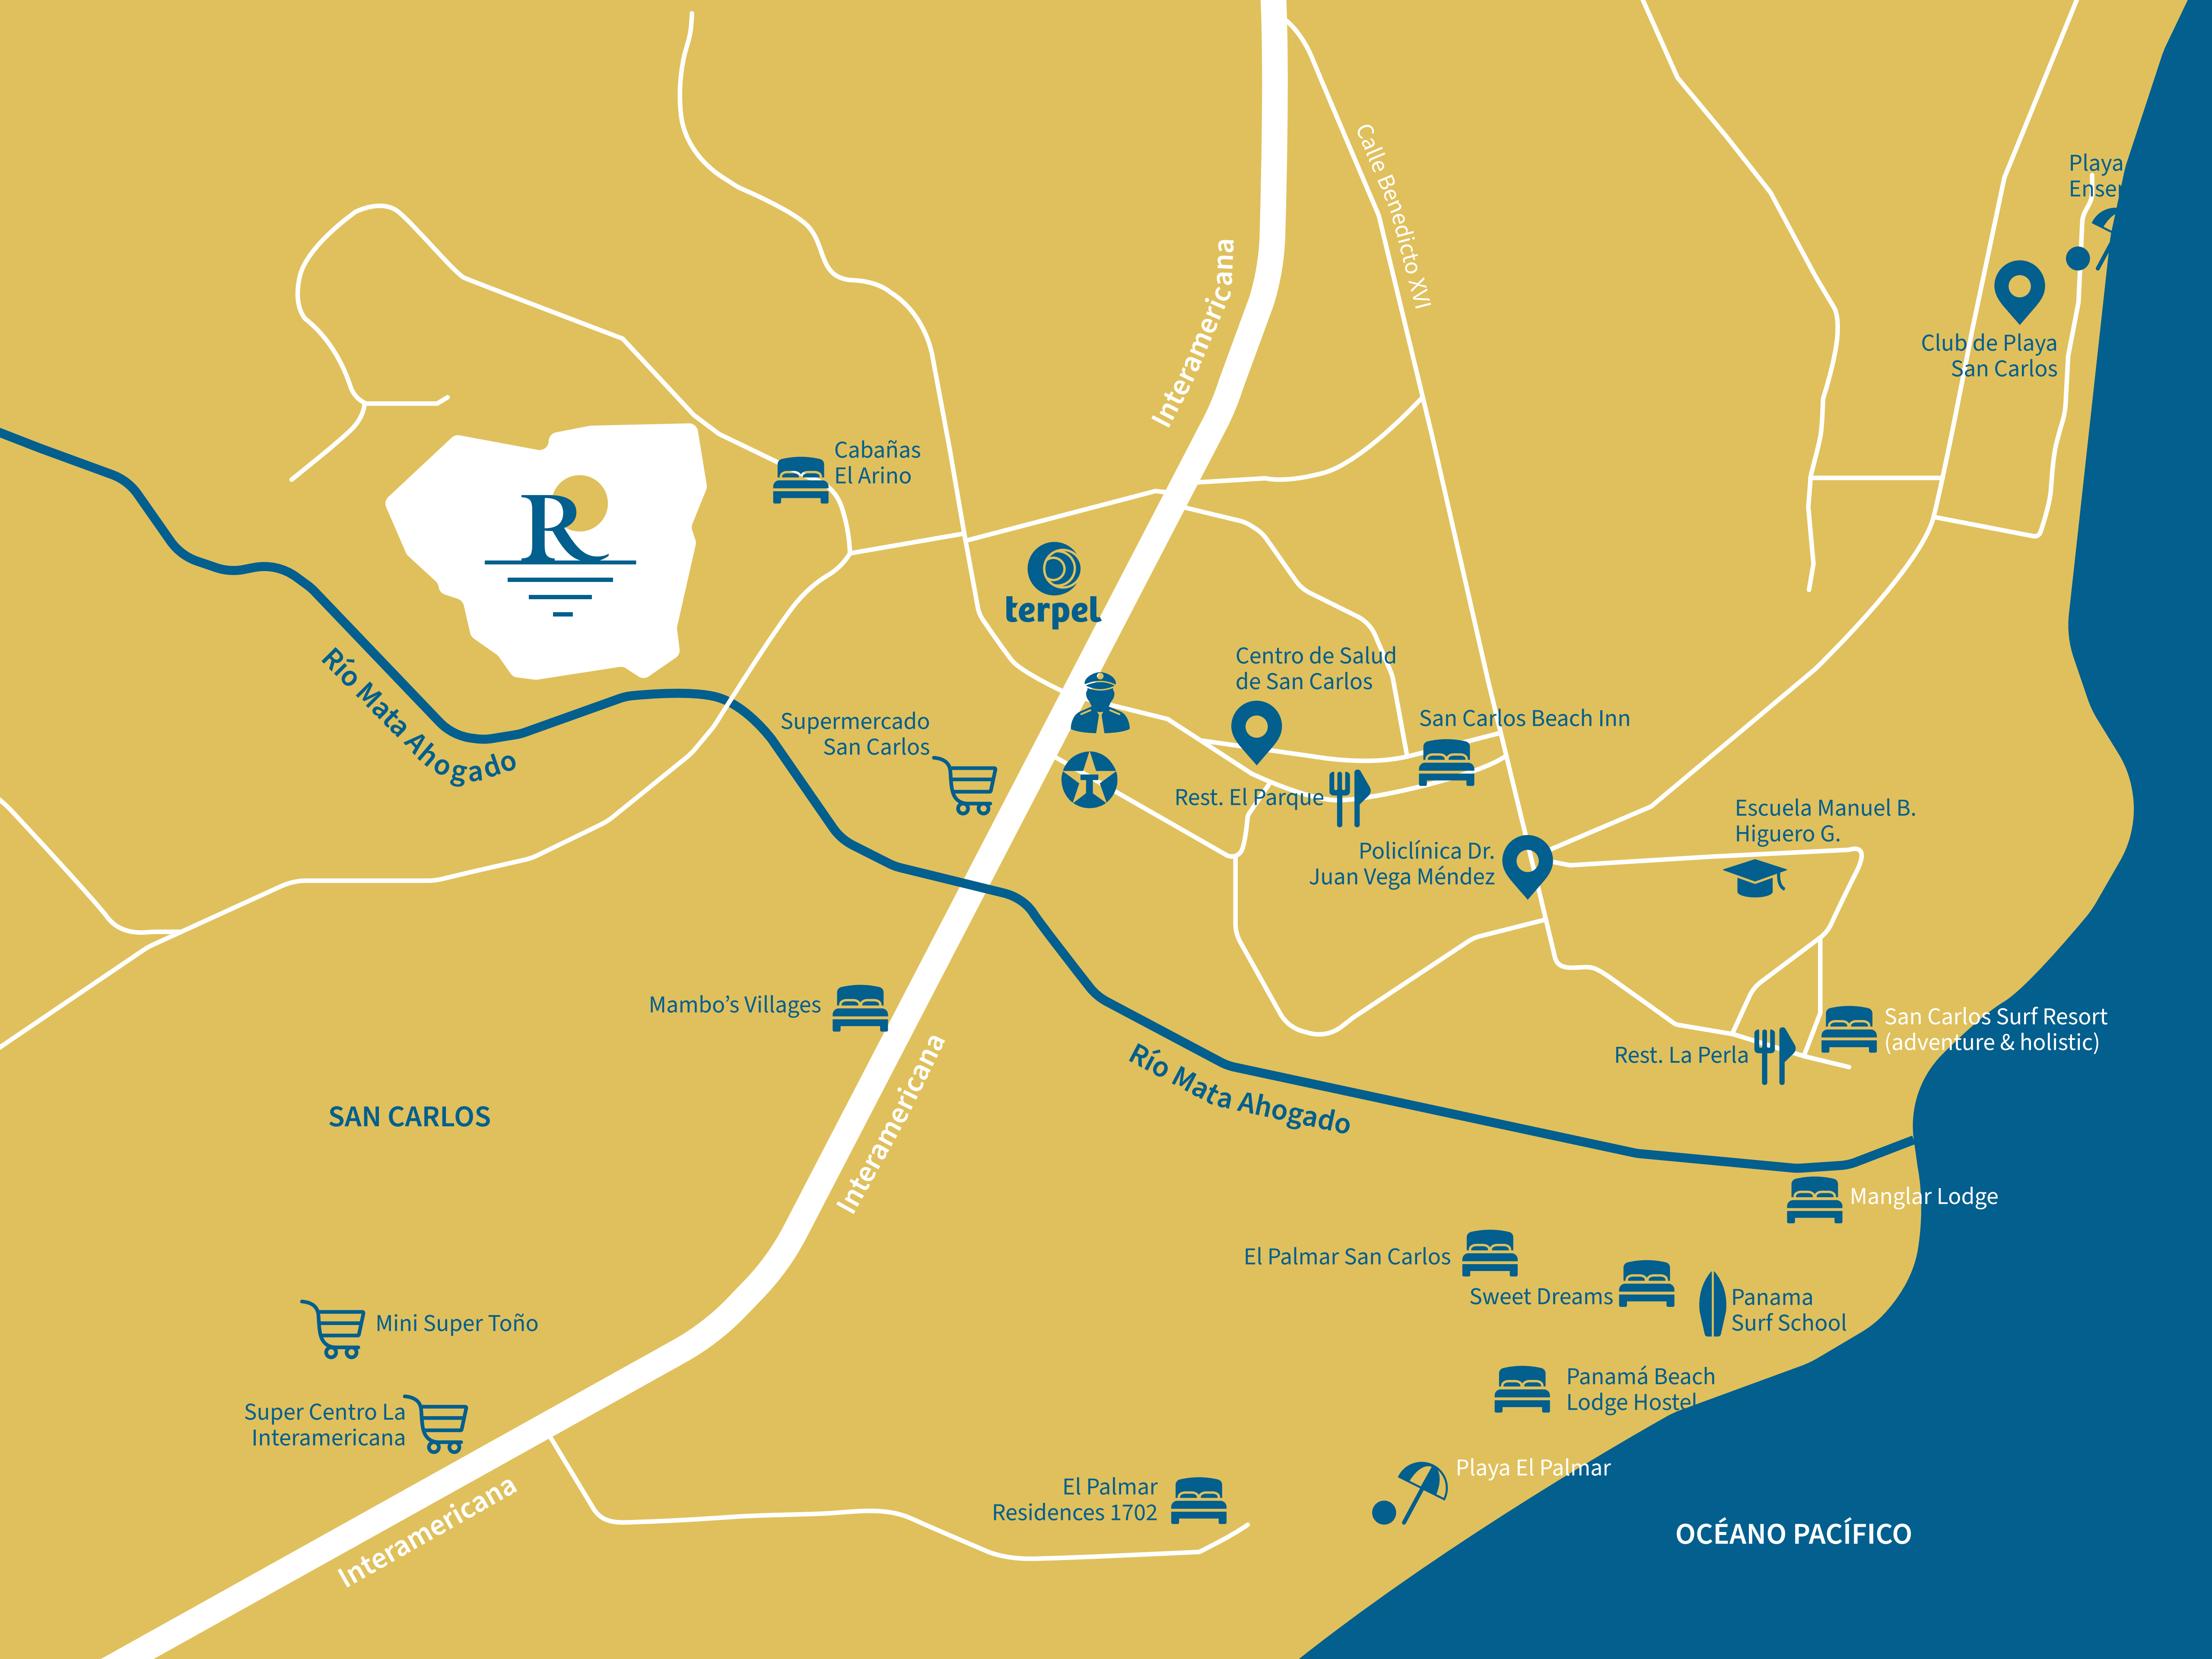 Calle Benedicto XVI
Playa
Interamericana
Club de Playa
San Carlos
Cabañas
El Arino
R
terpel
Río Mata Ahogado
Centro de Salud
de San Carlos
Supermercado
San Carlos
T
San Carlos Beach Inn
Rest. El Parque
Escuela Manuel B.
Higuero G.
Policlínica Dr.
Juan Vega Méndez
Mambo’s Villages
San Carlos Surf Resort
(adventure & holistic)
Rest. La Perla
Río Mata Ahogado
Interamericana
SAN CARLOS
Manglar Lodge
El Palmar San Carlos
Sweet Dreams
Panama
Surf School
Mini Super Toño
Panamá Beach
Lodge Hostel
Super Centro La
Interamericana
Playa El Palmar
El Palmar
Residences 1702
Interamericana
OCÉANO PACÍFICO